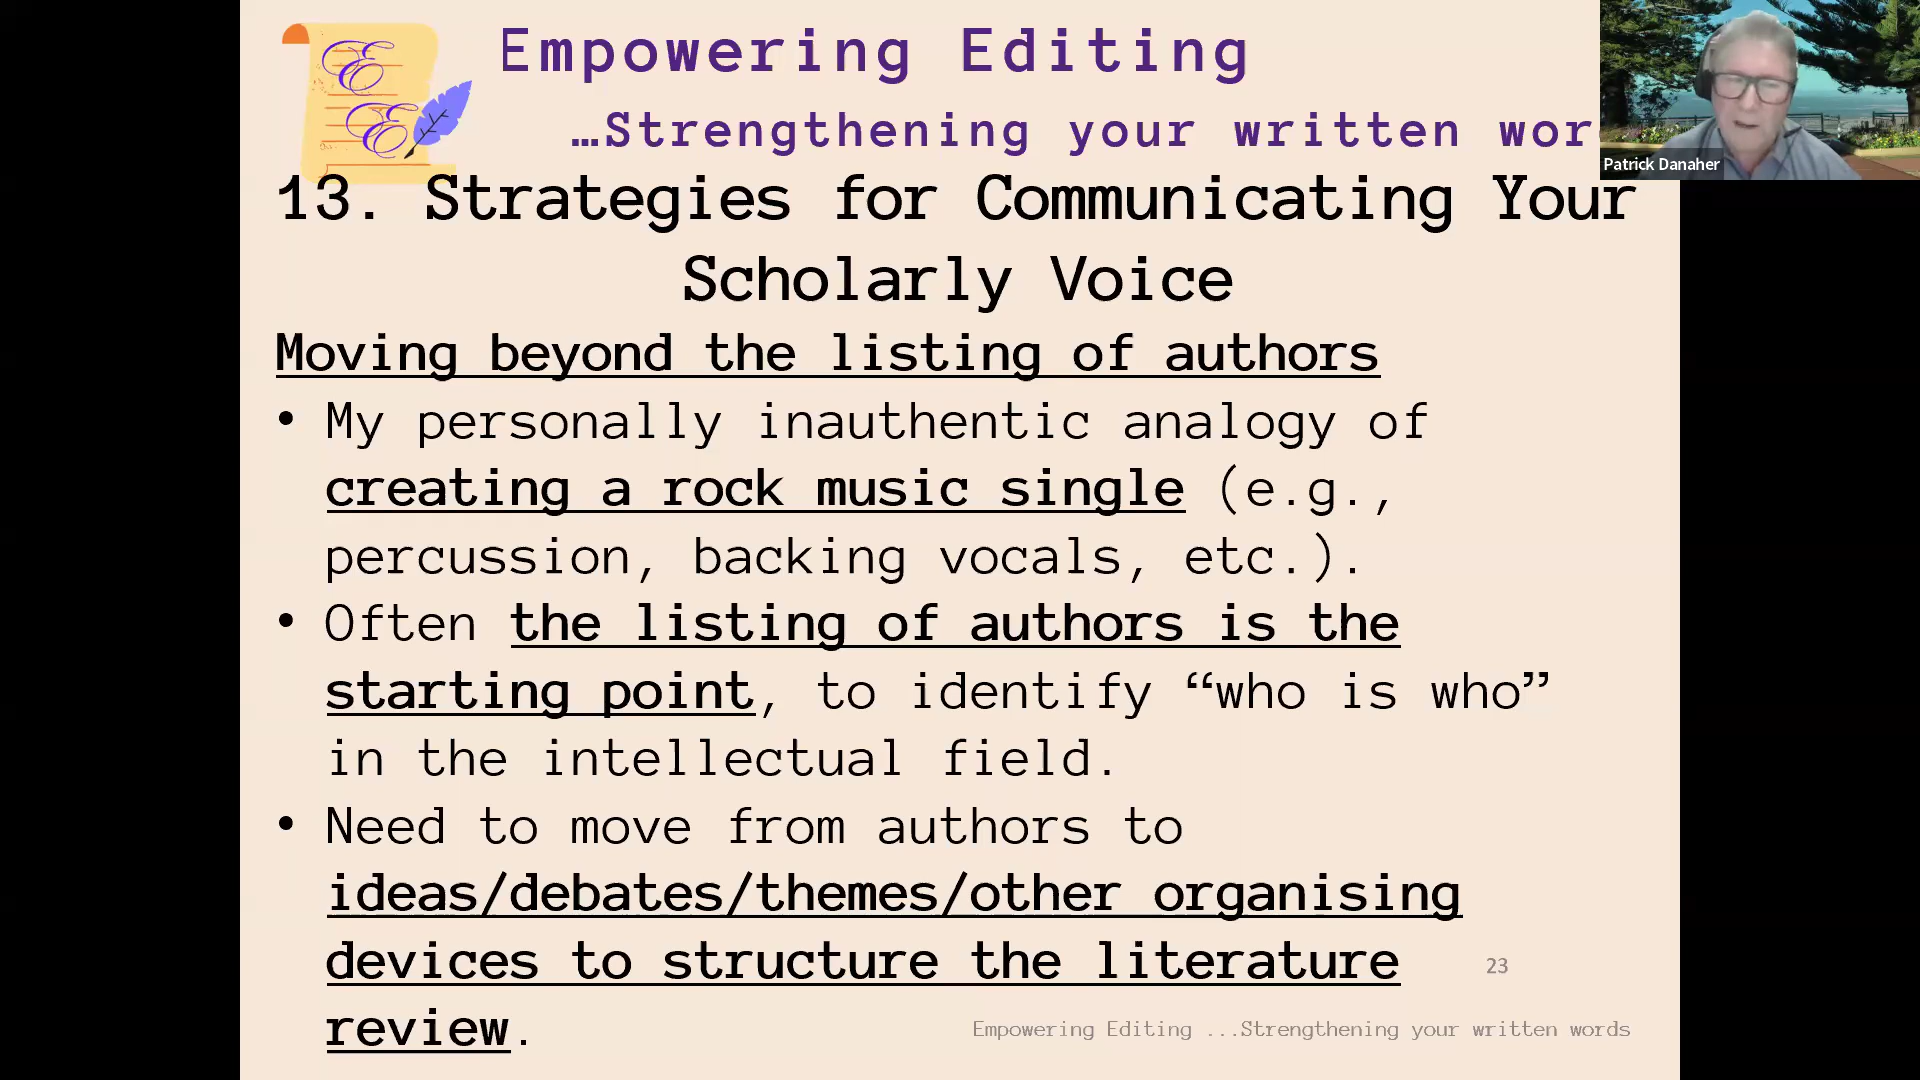 Empowering Editing
…Strengthening your written wor
Patrick Danaher
13. Strategies for Communicating Your
Scholarly Voice
Moving beyond the listing of authors
• My personally inauthentic analogy of
creating a rock music single (e.g.,
percussion, backing vocals, etc.).
• Often the listing of authors is the
starting point, to identify “who is who”
in the intellectual field.
• Need to move from authors to
ideas/debates/themes/other organising
devices to structure the literature
review.
23
Empowering Editing ...Strengthening your written words
E
E